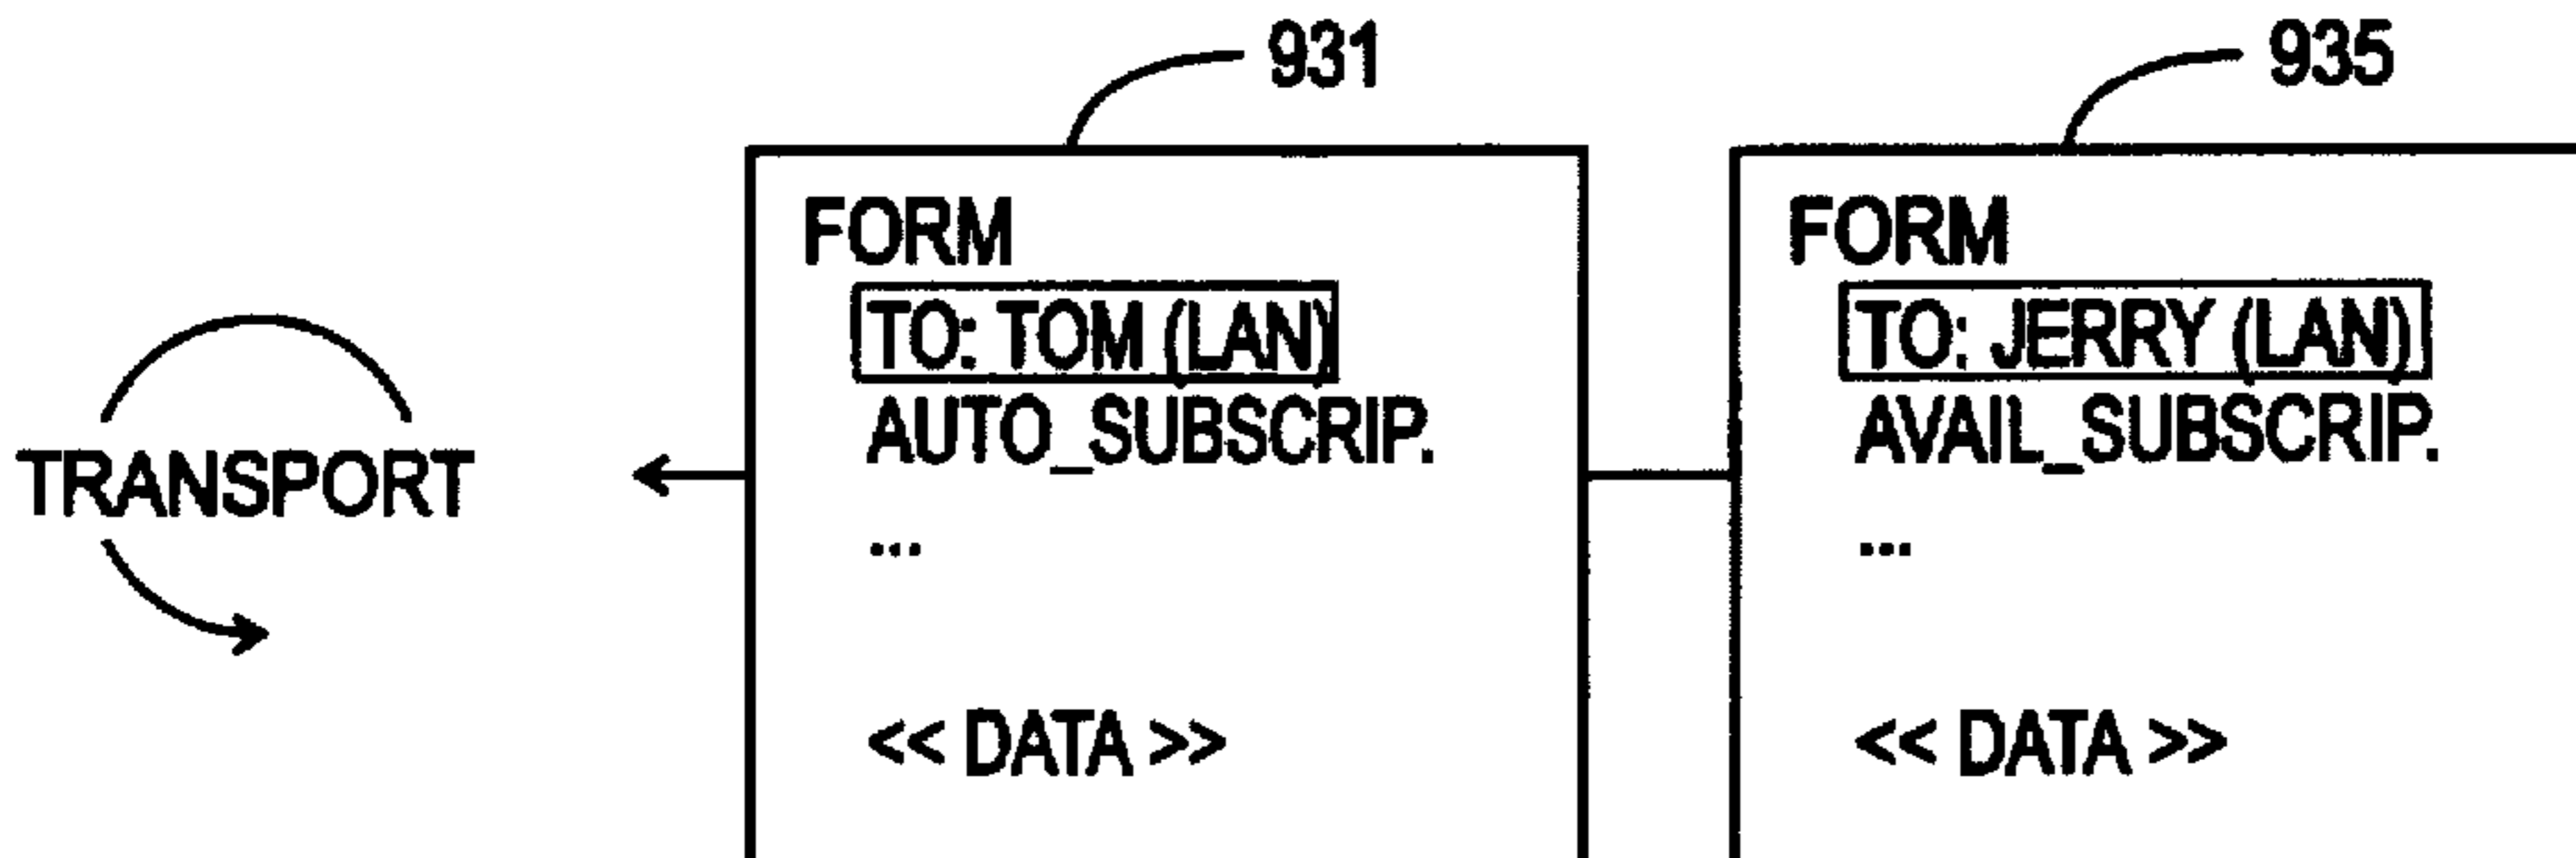 931
935
FORM
TO: TOM (LAN)
AUTO_SUBSCRIP.
...
<< DATA >>
FORM
TO: JERRY (LAN)
AVAIL_SUBSCRIP.
...
<< DATA >>
TRANSPORT